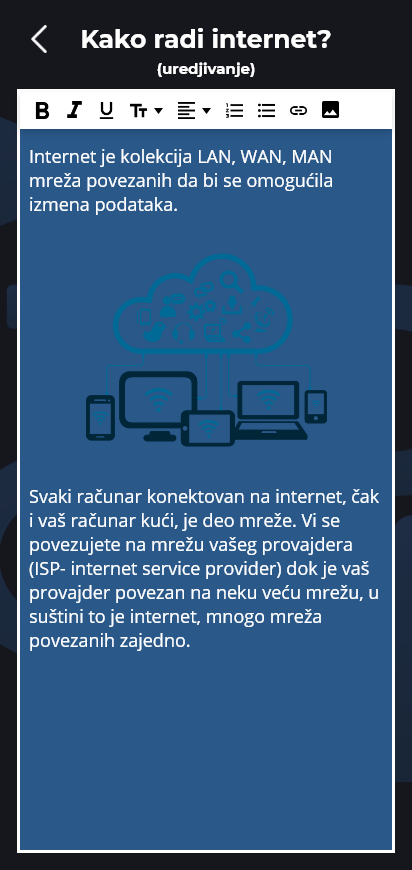 Kako radi internet?
(uredjivanje)
B I U TT
Internet je kolekcija LAN, WAN, MAN
mreža povezanih da bi se omogućila
izmena podataka.
Svaki računar konektovan na internet, čak
i vaš računar kući, je deo mreže. Vi se
povezujete na mrežu vašeg provajdera
(ISP- internet service provider) dok je vaš
provajder povezan na neku veću mrežu, u
suštini to je internet, mnogo mreža
povezanih zajedno.